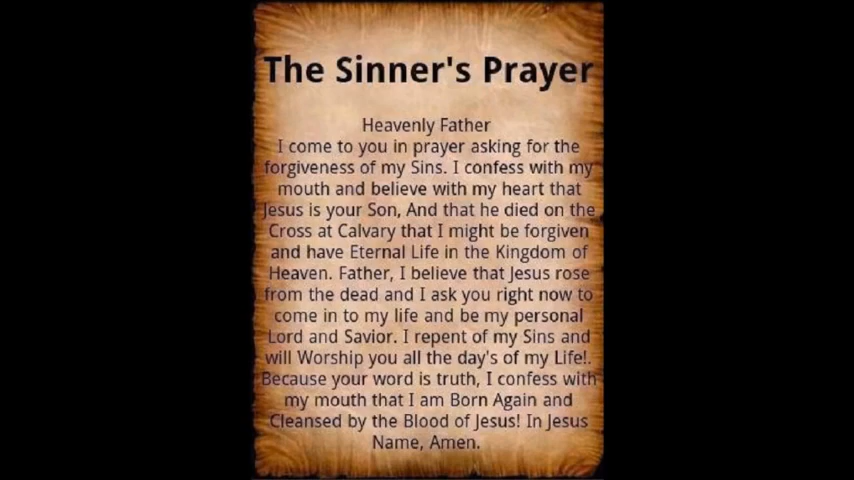 The Sinner's Prayer
Heavenly Father
I come to you in prayer asking for the
forgiveness of my Sins. I confess with my
mouth and believe with my heart that
Jesus is your Son, And that he died on the
Cross at Calvary that I might be forgiven
and have Eternal Life in the Kingdom of
Heaven. Father, I believe that Jesus rose
from the dead and I ask you right now to
come in to my life and be my personal
Lord and Savior. I repent of my Sins and
will Worship you all the day's of my Life!.
Because your word is truth, I confess with
my mouth that I am Born Again and
Cleansed by the Blood of Jesus! In Jesus
Name, Amen.